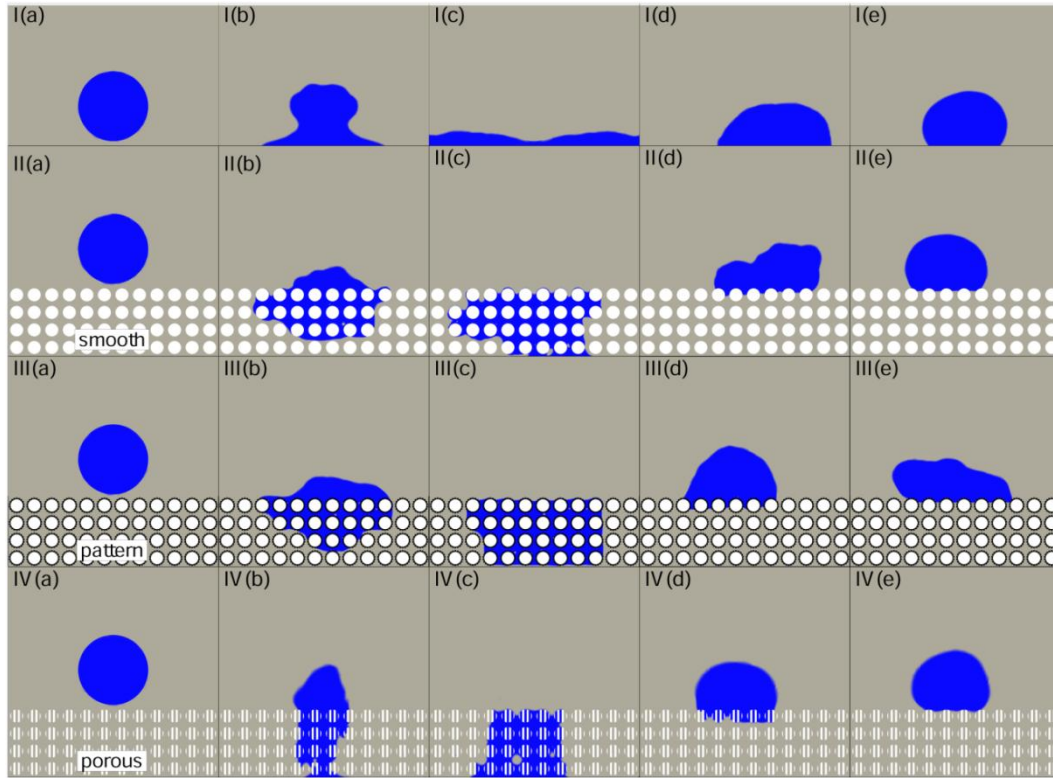 I(a) I(b) I(c) I(d) I(e)
II(a) II(b) II(c) II(d) II(e)
smooth
III(a) III(b) III(c) III(d) III(e)
pattern
IV(a) IV(b) IV(c) IV(d) IV(e)
porous